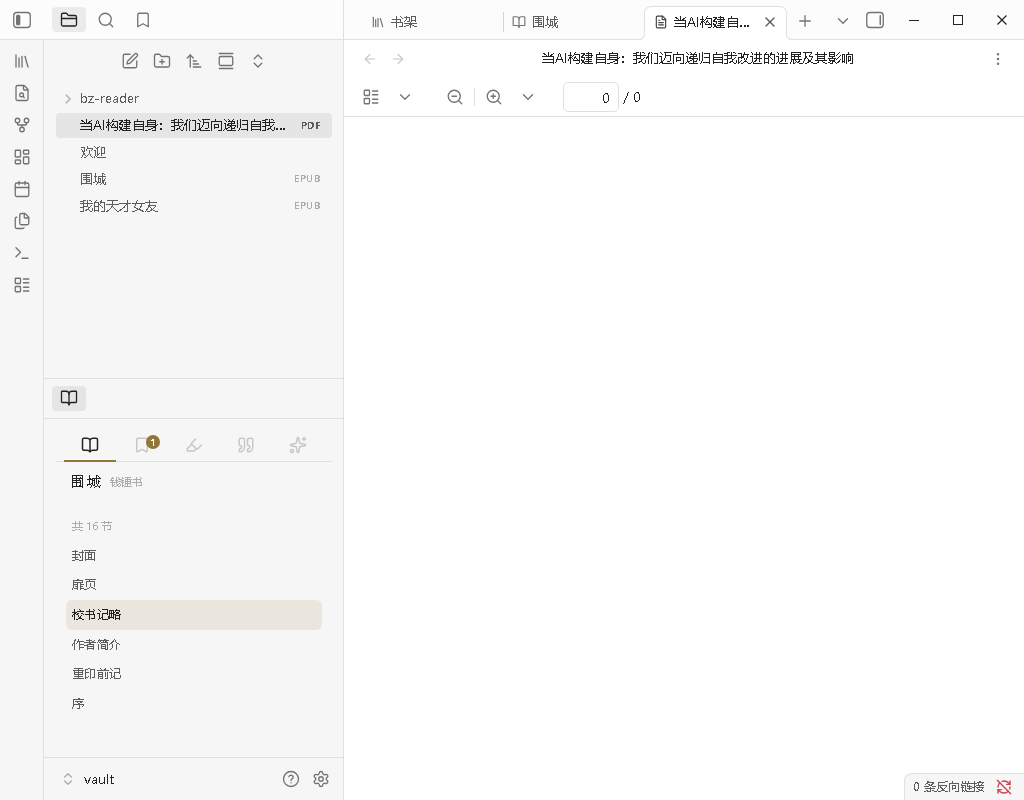 书架
围城
当AI构建自...
当AI构建自身：我们迈向递归自我改进的进展及其影响
0 / 0
bz-reader
当AI构建自身：我们迈向递归自我... PDF
欢迎
围城 EPUB
我的天才女友 EPUB
1
围城 钱锺书
共 16 节
封面
扉页
校书记略
作者简介
重印前记
序
vault
0 条反向链接